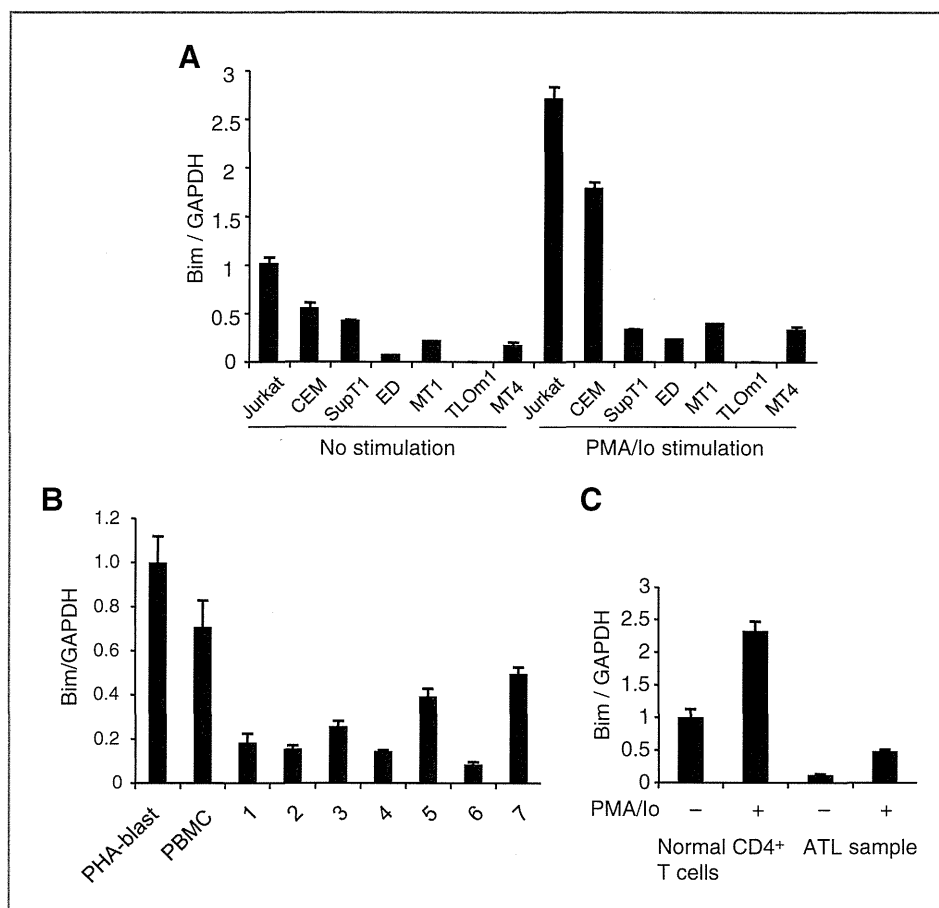 A
3
2.5
2
1.5
1
0.5
0
Bim / GAPDH
Jurkat CEM SupT1 ED MT1 TLOm1 MT4 Jurkat CEM SupT1 ED MT1 TLOm1 MT4
No stimulation PMA/Io stimulation
B
1.2
1.0
0.8
0.6
0.4
0.2
0
Bim/GAPDH
PHA-blast PBMC 1 2 3 4 5 6 7
C
3
2.5
2
1.5
1
0.5
0
Bim / GAPDH
PMA/Io − + − +
Normal CD4+ ATL sample
T cells